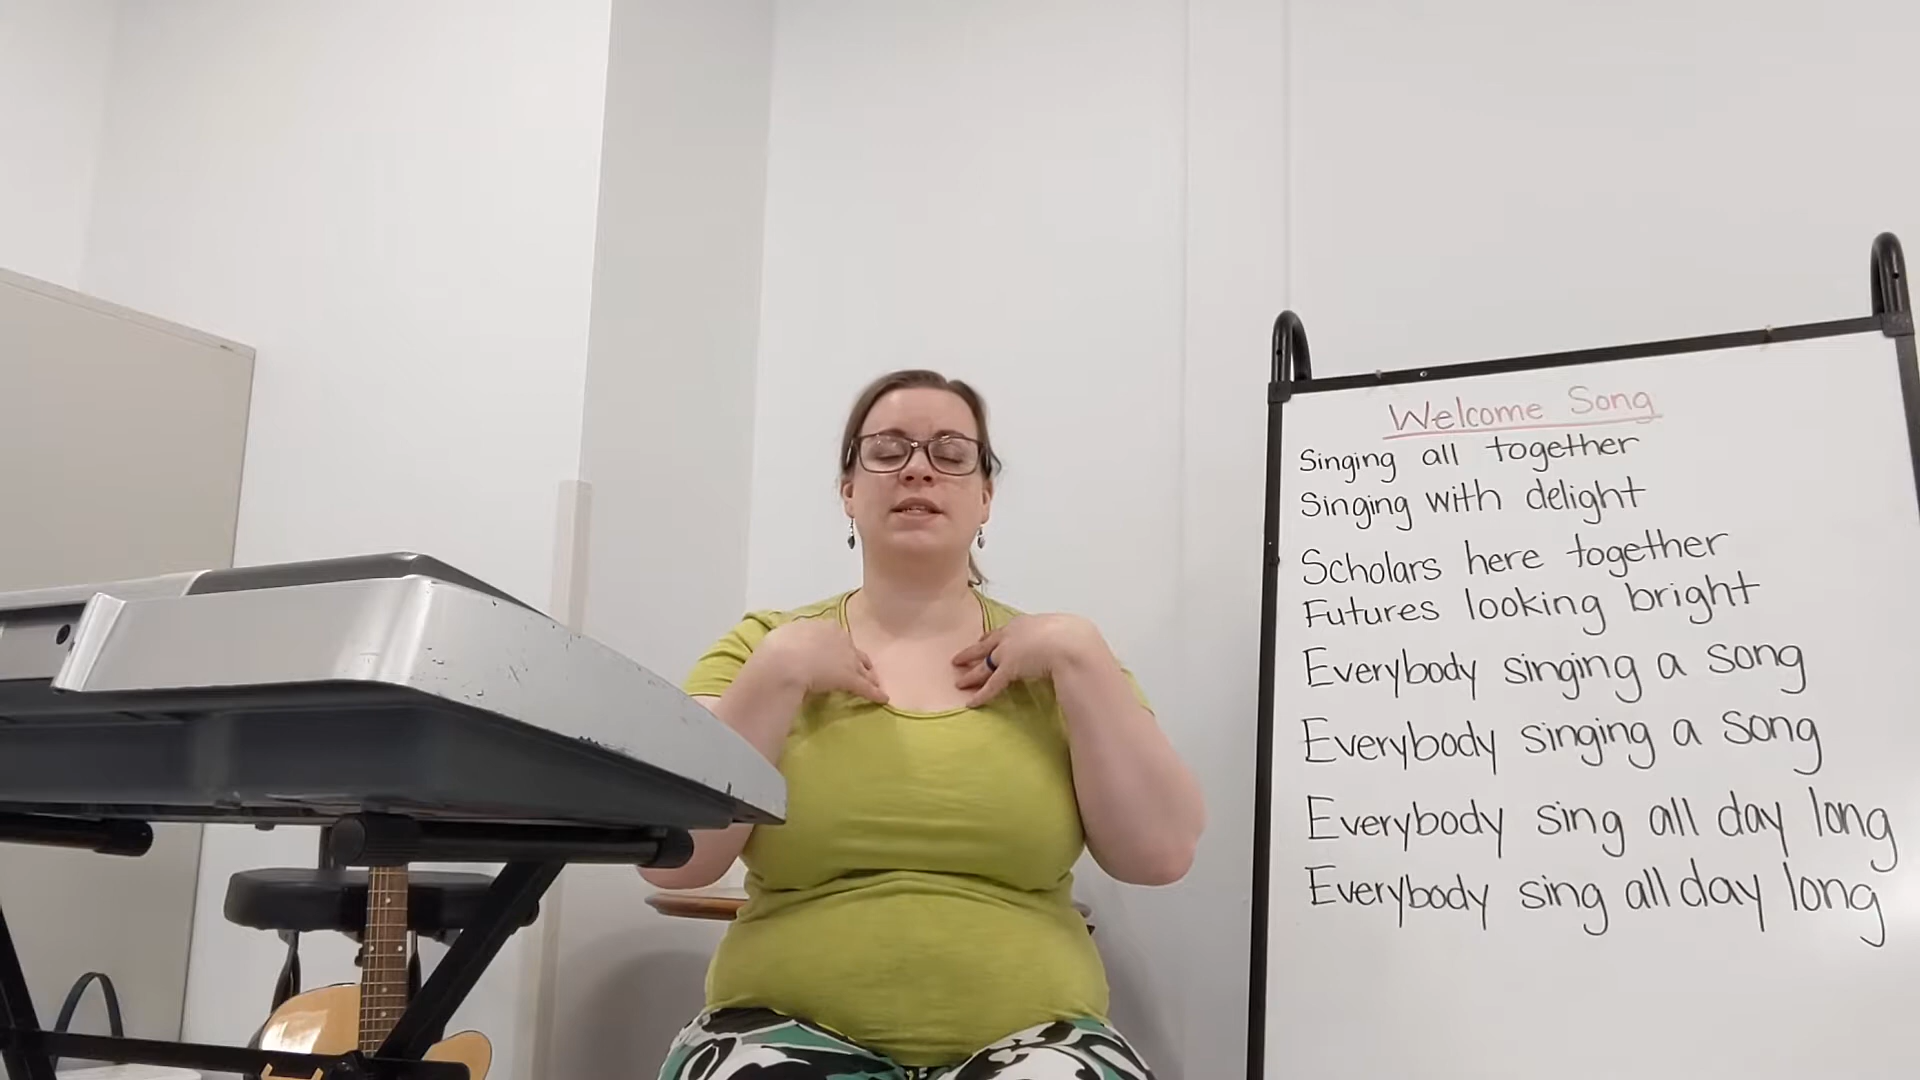 Welcome Song
Singing all together
Singing with delight
Scholars here together
Futures looking bright
Everybody singing a song
Everybody singing a song
Everybody sing all day long
Everybody sing all day long